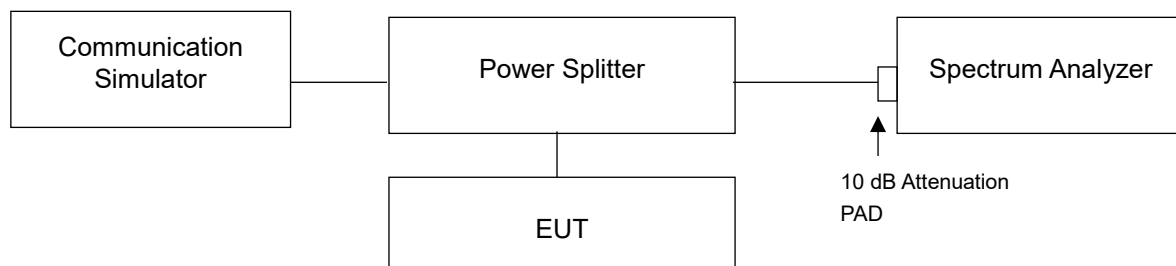 Communication
Simulator
Power Splitter
Spectrum Analyzer
10 dB Attenuation
PAD
EUT